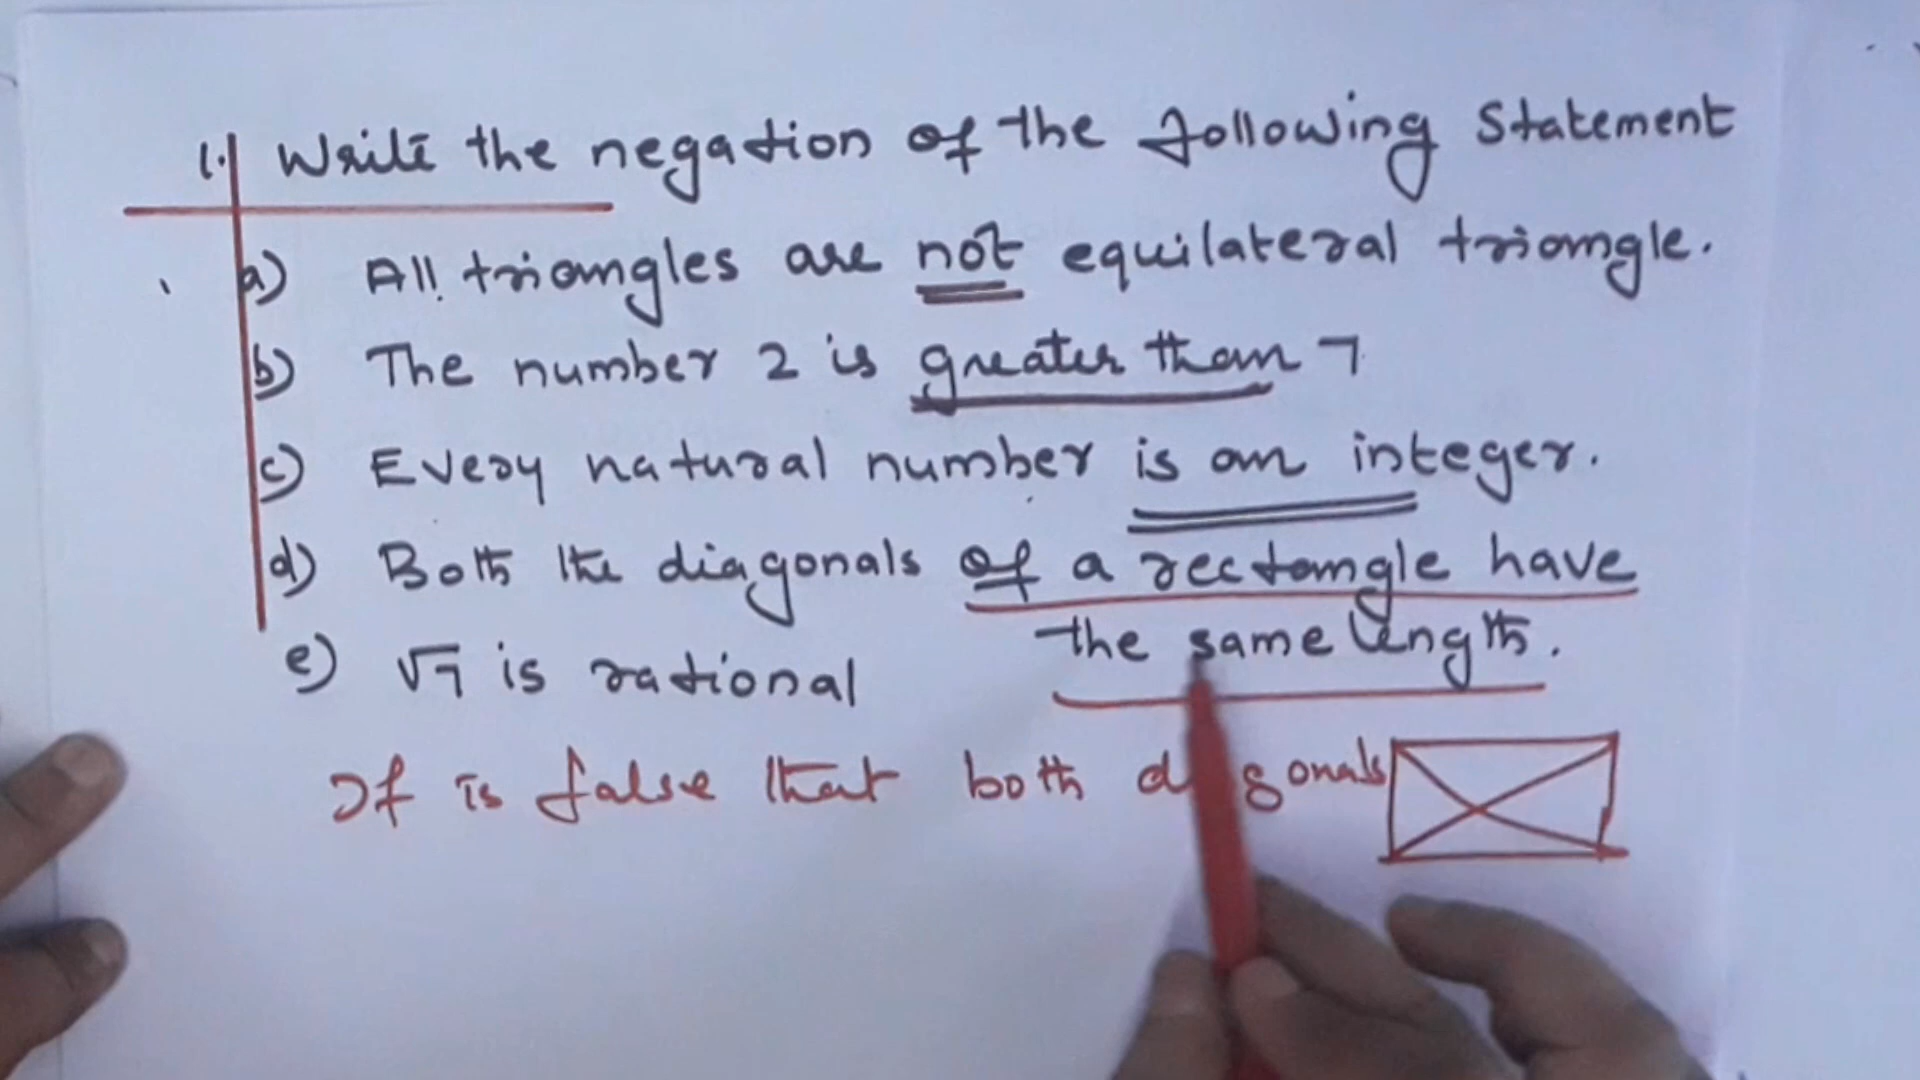 1. Write the negation of the following Statement
a) All triangles are not equilateral triangle.
b) The number 2 is greater than 7
c) Every natural number is an integer.
d) Both the diagonals of a rectangle have
the same length.
e) √7 is rational
If is false that both diagonals